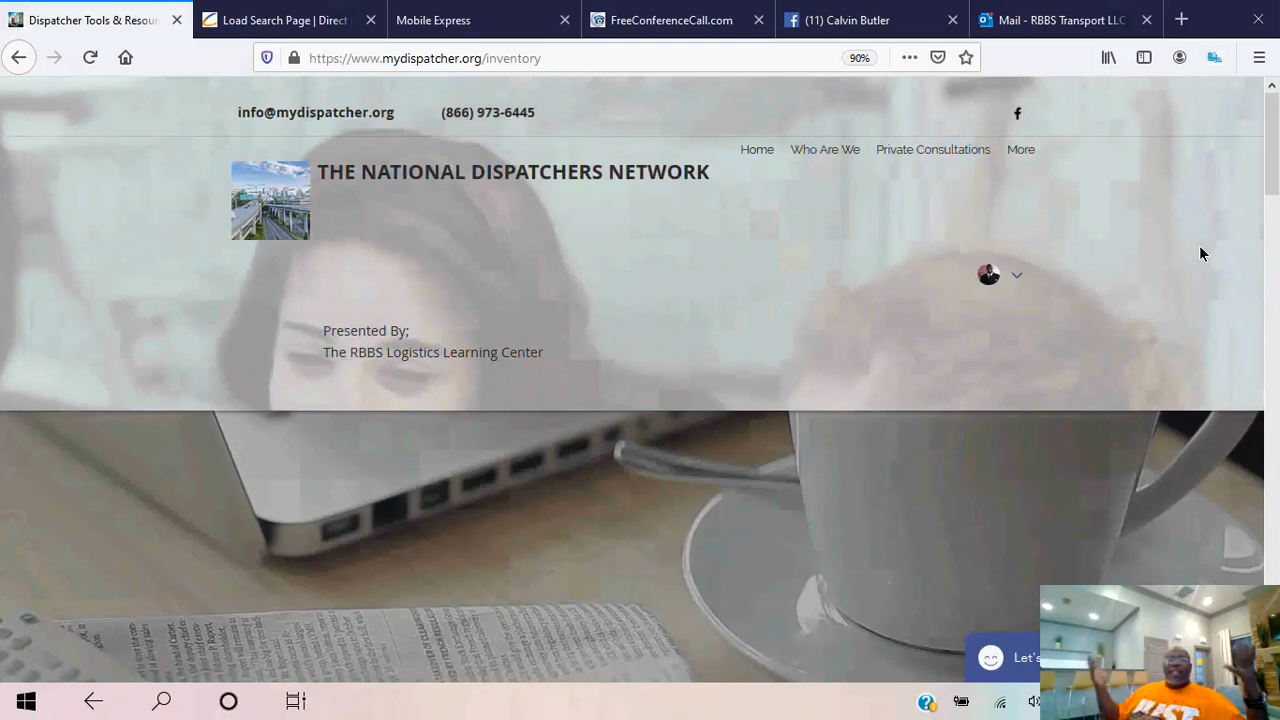 Dispatcher Tools & Resou
Load Search Page | Direct
Mobile Express
FreeConferenceCall.com
(11) Calvin Butler
Mail - RBBS Transport LLC
https://www.mydispatcher.org/inventory
90%
info@mydispatcher.org
(866) 973-6445
Home
Who Are We
Private Consultations
More
THE NATIONAL DISPATCHERS NETWORK
Presented By;
The RBBS Logistics Learning Center
Let's
JUST